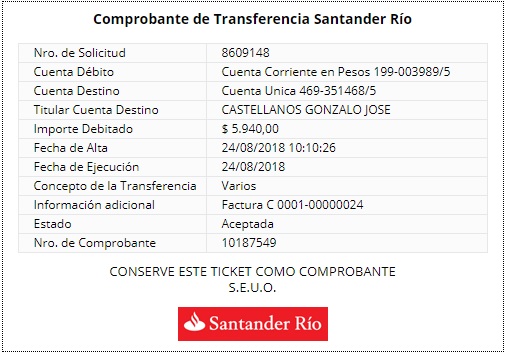 Comprobante de Transferencia Santander Río
Nro. de Solicitud 8609148
Cuenta Débito Cuenta Corriente en Pesos 199-003989/5
Cuenta Destino Cuenta Unica 469-351468/5
Titular Cuenta Destino CASTELLANOS GONZALO JOSE
Importe Debitado $ 5.940,00
Fecha de Alta 24/08/2018 10:10:26
Fecha de Ejecución 24/08/2018
Concepto de la Transferencia Varios
Información adicional Factura C 0001-00000024
Estado Aceptada
Nro. de Comprobante 10187549
CONSERVE ESTE TICKET COMO COMPROBANTE
S.E.U.O.
Santander Río